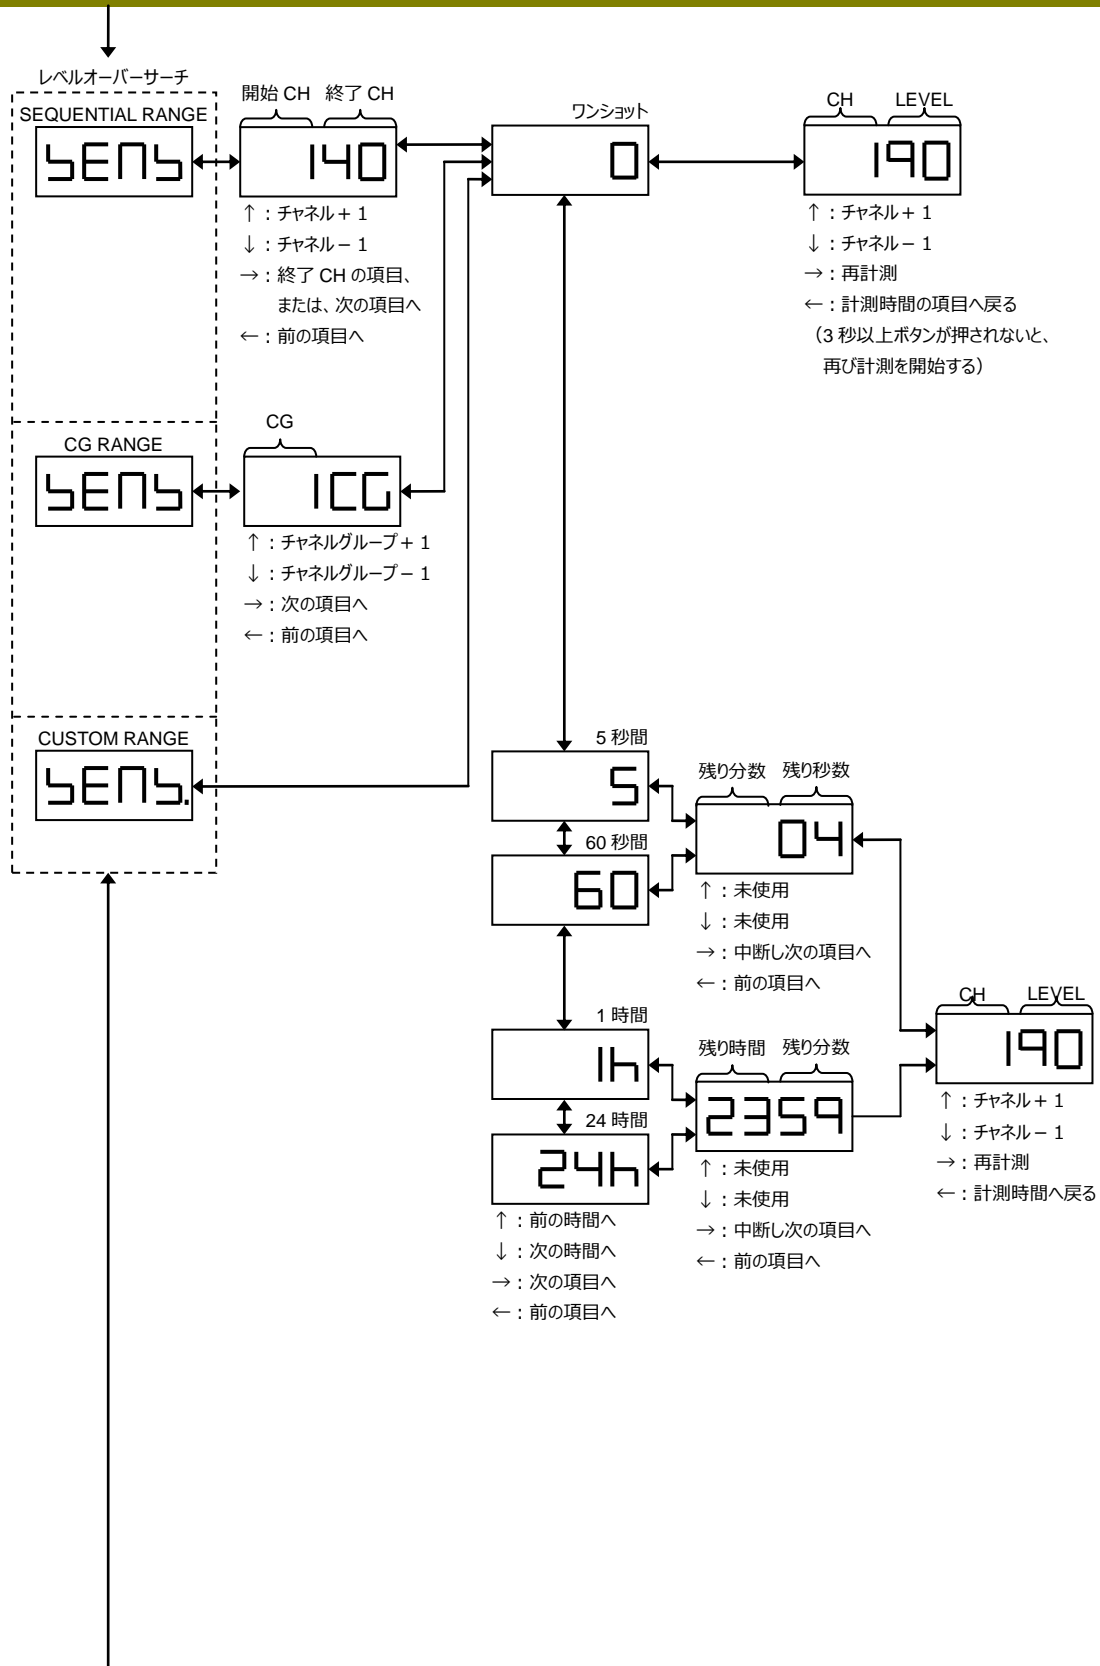 レベルオーバーサーチ
SEQUENTIAL RANGE
SENS
開始 CH 終了 CH
140
↑：チャネル＋ 1
↓：チャネル－ 1
→：終了 CH の項目、
または、次の項目へ
←：前の項目へ
ワンショット
0
CH LEVEL
190
↑：チャネル＋ 1
↓：チャネル－ 1
→：再計測
←：計測時間の項目へ戻る
（3 秒以上ボタンが押されないと、
再び計測を開始する）
CG RANGE
SENS
CG
1CG
↑：チャネルグループ＋ 1
↓：チャネルグループ－ 1
→：次の項目へ
←：前の項目へ
CUSTOM RANGE
SENS.
5 秒間
5
60 秒間
60
残り分数 残り秒数
04
↑：未使用
↓：未使用
→：中断し次の項目へ
←：前の項目へ
1 時間
1h
24 時間
24h
↑：前の時間へ
↓：次の時間へ
→：次の項目へ
←：前の項目へ
残り時間 残り分数
2359
↑：未使用
↓：未使用
→：中断し次の項目へ
←：前の項目へ
CH LEVEL
190
↑：チャネル＋ 1
↓：チャネル－ 1
→：再計測
←：計測時間へ戻る